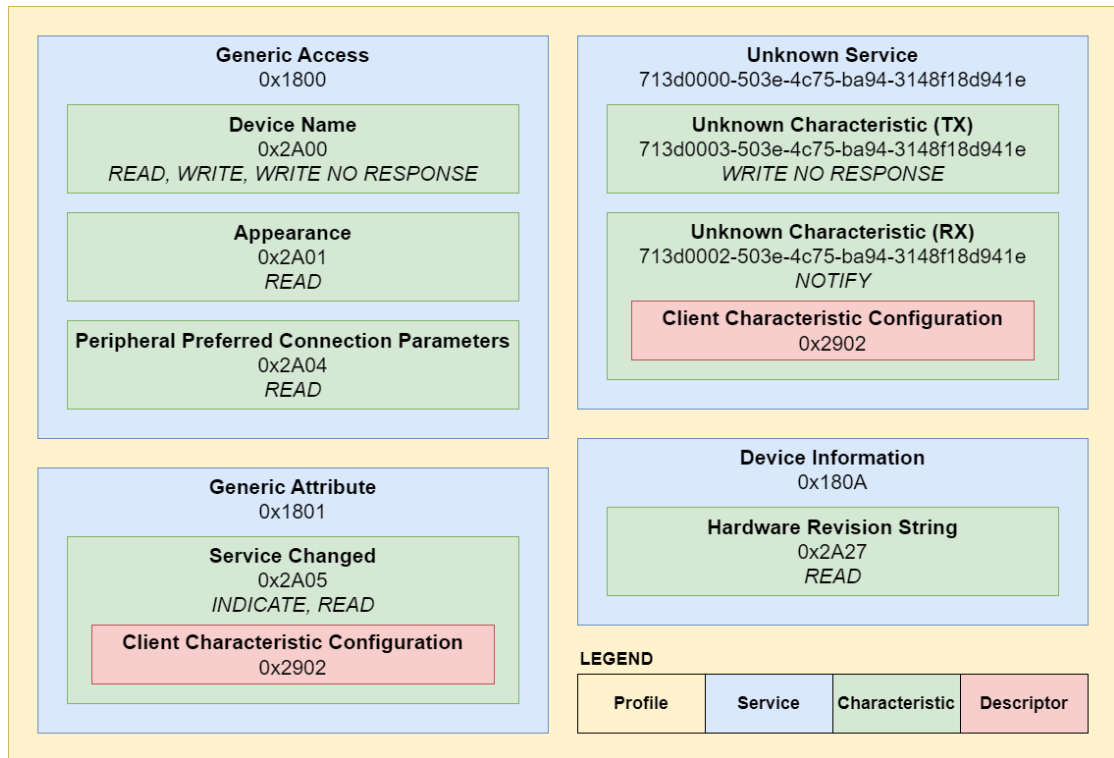 Generic Access
0x1800
Device Name
0x2A00
READ, WRITE, WRITE NO RESPONSE
Appearance
0x2A01
READ
Peripheral Preferred Connection Parameters
0x2A04
READ
Generic Attribute
0x1801
Service Changed
0x2A05
INDICATE, READ
Client Characteristic Configuration
0x2902
Unknown Service
713d0000-503e-4c75-ba94-3148f18d941e
Unknown Characteristic (TX)
713d0003-503e-4c75-ba94-3148f18d941e
WRITE NO RESPONSE
Unknown Characteristic (RX)
713d0002-503e-4c75-ba94-3148f18d941e
NOTIFY
Client Characteristic Configuration
0x2902
Device Information
0x180A
Hardware Revision String
0x2A27
READ
LEGEND
Profile Service Characteristic Descriptor